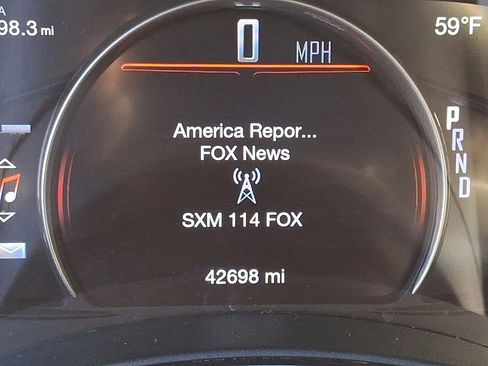 A
98.3 mi
59°F
0 MPH
America Repor...
FOX News
SXM 114 FOX
42698 mi
P
R
N
D